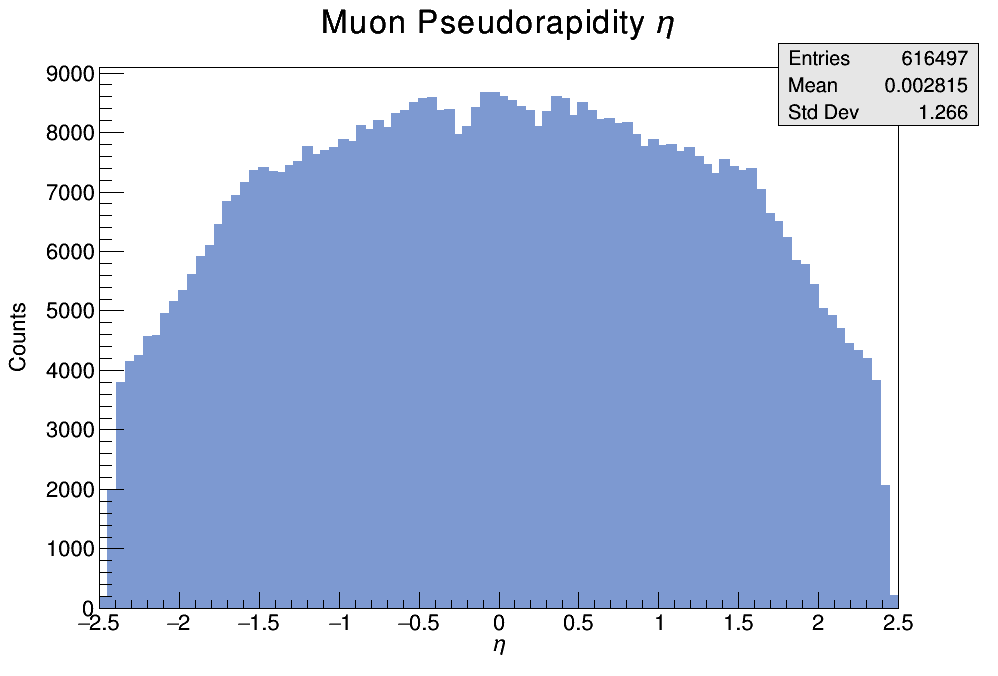 Muon Pseudorapidity η
Entries 616497
Mean 0.002815
Std Dev 1.266
9000
8000
7000
6000
5000
4000
3000
2000
1000
0
Counts
−2.5 −2 −1.5 −1 −0.5 0 0.5 1 1.5 2 2.5
η